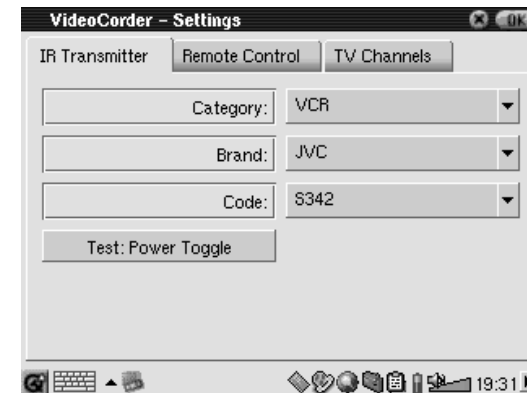 VideoCorder – Settings
OK
IR Transmitter Remote Control TV Channels
Category: VCR
Brand: JVC
Code: S342
Test: Power Toggle
19:31